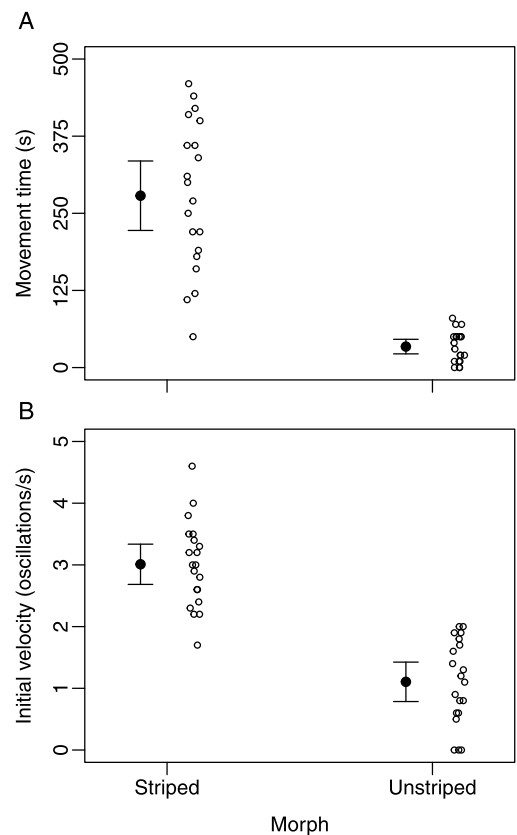 A
Movement time (s)
500
375
250
125
0
B
Initial velocity (oscillations/s)
5
4
3
2
1
0
Striped
Unstriped
Morph